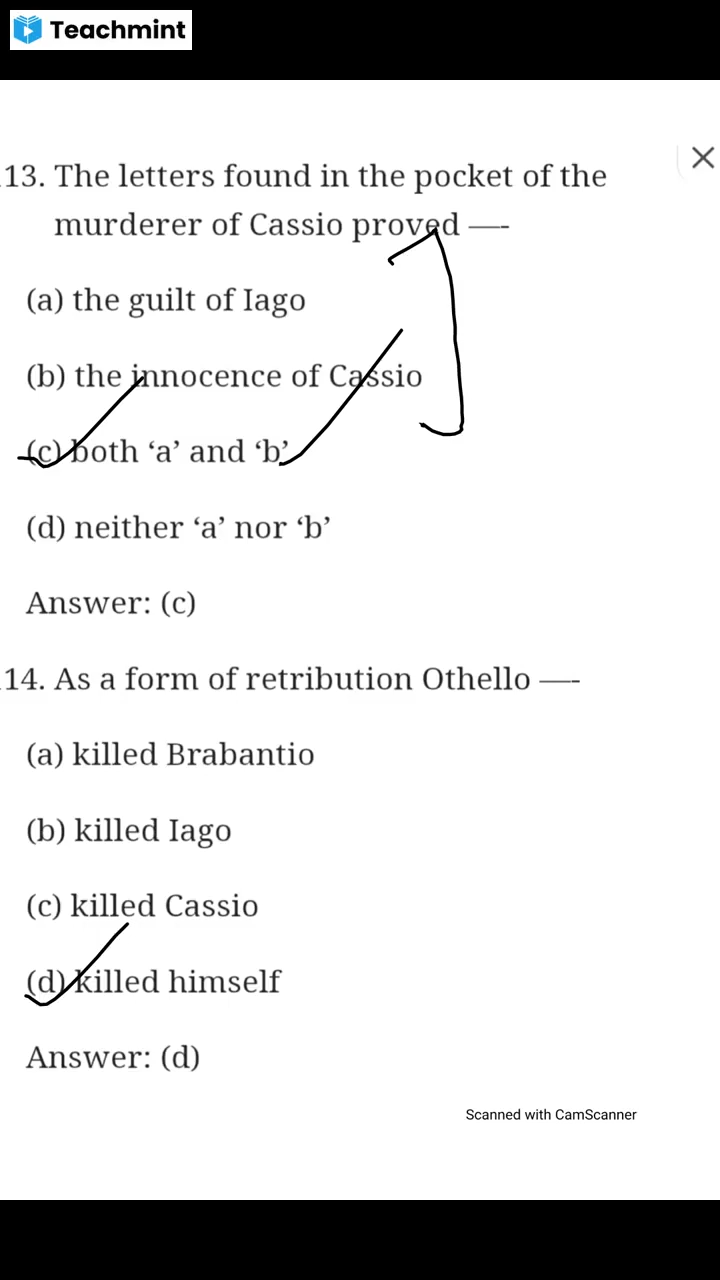 Teachmint
13. The letters found in the pocket of the
murderer of Cassio proved —-
(a) the guilt of Iago
(b) the innocence of Cassio
(c) both ‘a’ and ‘b’
(d) neither ‘a’ nor ‘b’
Answer: (c)
14. As a form of retribution Othello —-
(a) killed Brabantio
(b) killed Iago
(c) killed Cassio
(d) killed himself
Answer: (d)
Scanned with CamScanner